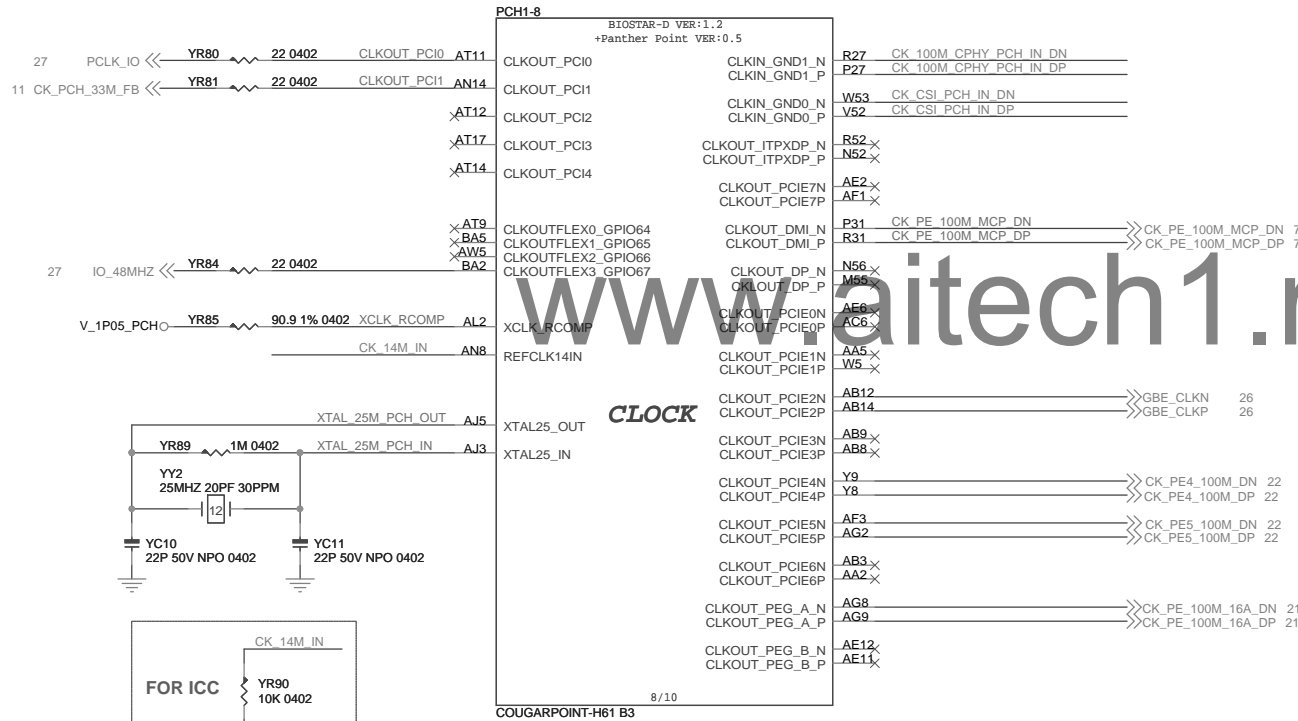 PCH1-8
BIOSTAR-D VER:1.2
+Panther Point VER:0.5
27 PCLK_IO YR80 22 0402 CLKOUT_PCI0 AT11 CLKOUT_PCI0
11 CK_PCH_33M_FB YR81 22 0402 CLKOUT_PCI1 AN14 CLKOUT_PCI1
AT12 CLKOUT_PCI2
AT17 CLKOUT_PCI3
AT14 CLKOUT_PCI4
AT9 CLKOUTFLEX0_GPIO64
BA5 CLKOUTFLEX1_GPIO65
AW5 CLKOUTFLEX2_GPIO66
27 IO_48MHZ YR84 22 0402 BA2 CLKOUTFLEX3_GPIO67
V_1P05_PCH YR85 90.9 1% 0402 XCLK_RCOMP AL2 XCLK_RCOMP
CK_14M_IN AN8 REFCLK14IN
XTAL_25M_PCH_OUT AJ5 XTAL25_OUT
YR89 1M 0402 XTAL_25M_PCH_IN AJ3 XTAL25_IN
YY2
25MHZ 20PF 30PPM
12
YC10
22P 50V NPO 0402
YC11
22P 50V NPO 0402
CK_14M_IN
FOR ICC
YR90
10K 0402
CLOCK
CLKIN_GND1_N R27 CK_100M_CPHY_PCH_IN_DN
CLKIN_GND1_P P27 CK_100M_CPHY_PCH_IN_DP
CLKIN_GND0_N W53 CK_CSI_PCH_IN_DN
CLKIN_GND0_P V52 CK_CSI_PCH_IN_DP
CLKOUT_ITPXDP_N R52
CLKOUT_ITPXDP_P N52
CLKOUT_PCIE7N AE2
CLKOUT_PCIE7P AF1
CLKOUT_DMI_N P31 CK_PE_100M_MCP_DN CK_PE_100M_MCP_DN 7
CLKOUT_DMI_P R31 CK_PE_100M_MCP_DP CK_PE_100M_MCP_DP 7
CLKOUT_DP_N N56
CKLOUT_DP_P M55
CLKOUT_PCIE0N AE6
CLKOUT_PCIE0P AC6
CLKOUT_PCIE1N AA5
CLKOUT_PCIE1P W5
CLKOUT_PCIE2N AB12 GBE_CLKN 26
CLKOUT_PCIE2P AB14 GBE_CLKP 26
CLKOUT_PCIE3N AB9
CLKOUT_PCIE3P AB8
CLKOUT_PCIE4N Y9 CK_PE4_100M_DN 22
CLKOUT_PCIE4P Y8 CK_PE4_100M_DP 22
CLKOUT_PCIE5N AF3 CK_PE5_100M_DN 22
CLKOUT_PCIE5P AG2 CK_PE5_100M_DP 22
CLKOUT_PCIE6N AB3
CLKOUT_PCIE6P AA2
CLKOUT_PEG_A_N AG8 CK_PE_100M_16A_DN 21
CLKOUT_PEG_A_P AG9 CK_PE_100M_16A_DP 21
CLKOUT_PEG_B_N AE12
CLKOUT_PEG_B_P AE11
8/10
COUGARPOINT-H61 B3
www.aitech1.